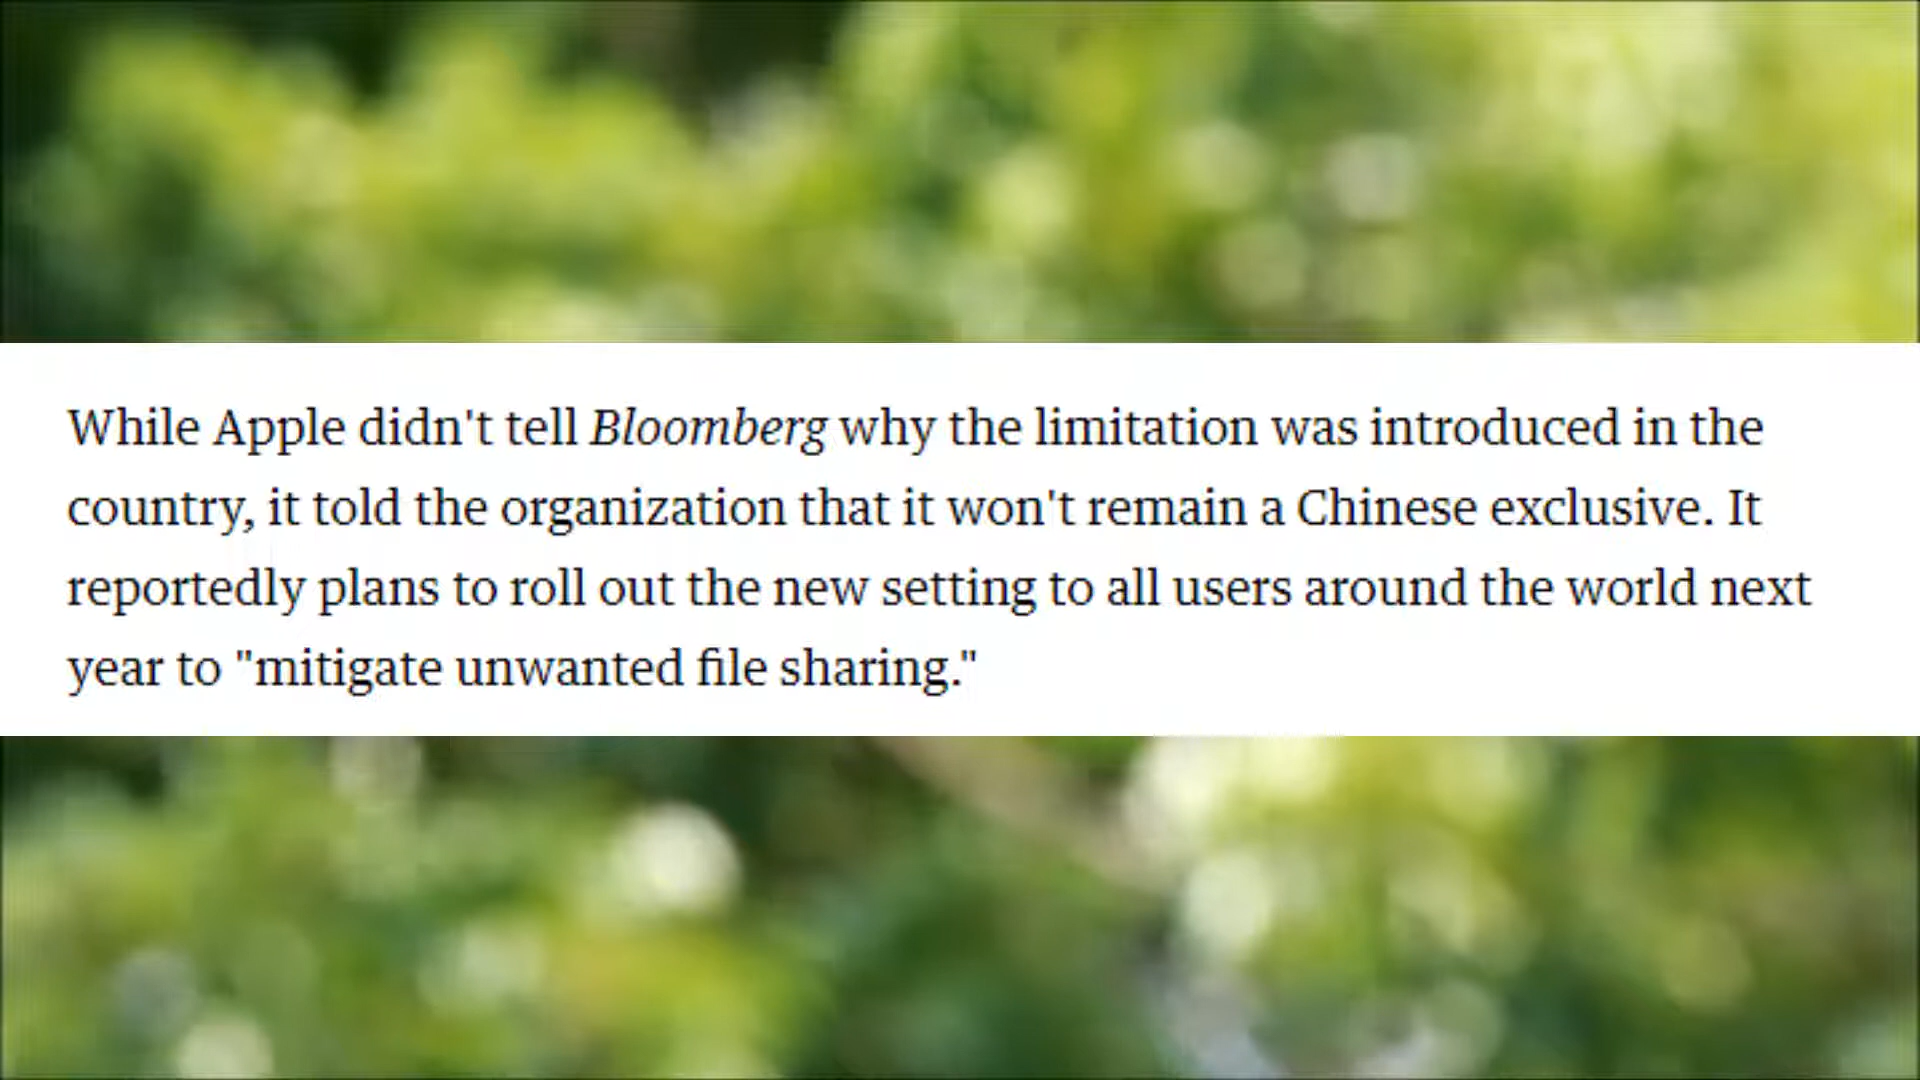 While Apple didn't tell Bloomberg why the limitation was introduced in the
country, it told the organization that it won't remain a Chinese exclusive. It
reportedly plans to roll out the new setting to all users around the world next
year to "mitigate unwanted file sharing."